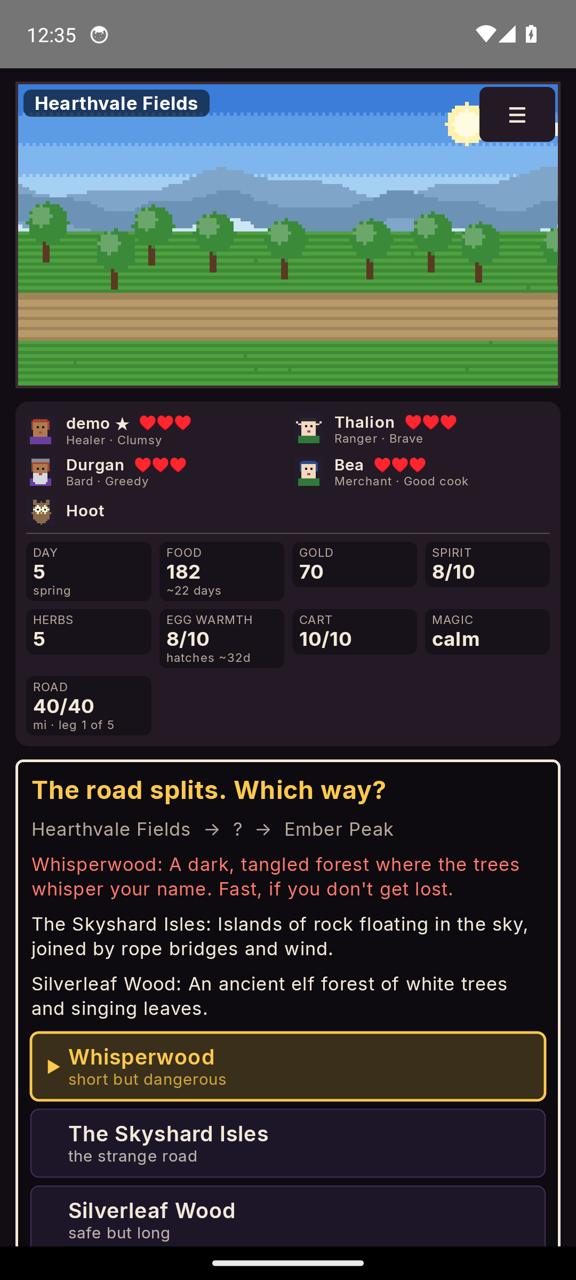 12:35
Hearthvale Fields
☰
demo ★ ❤❤❤
Healer · Clumsy
Thalion ❤❤❤
Ranger · Brave
Durgan ❤❤❤
Bard · Greedy
Bea ❤❤❤
Merchant · Good cook
Hoot
DAY
5
spring
FOOD
182
~22 days
GOLD
70
SPIRIT
8/10
HERBS
5
EGG WARMTH
8/10
hatches ~32d
CART
10/10
MAGIC
calm
ROAD
40/40
mi · leg 1 of 5
The road splits. Which way?
Hearthvale Fields → ? → Ember Peak
Whisperwood: A dark, tangled forest where the trees
whisper your name. Fast, if you don't get lost.
The Skyshard Isles: Islands of rock floating in the sky,
joined by rope bridges and wind.
Silverleaf Wood: An ancient elf forest of white trees
and singing leaves.
▶ Whisperwood
short but dangerous
The Skyshard Isles
the strange road
Silverleaf Wood
safe but long